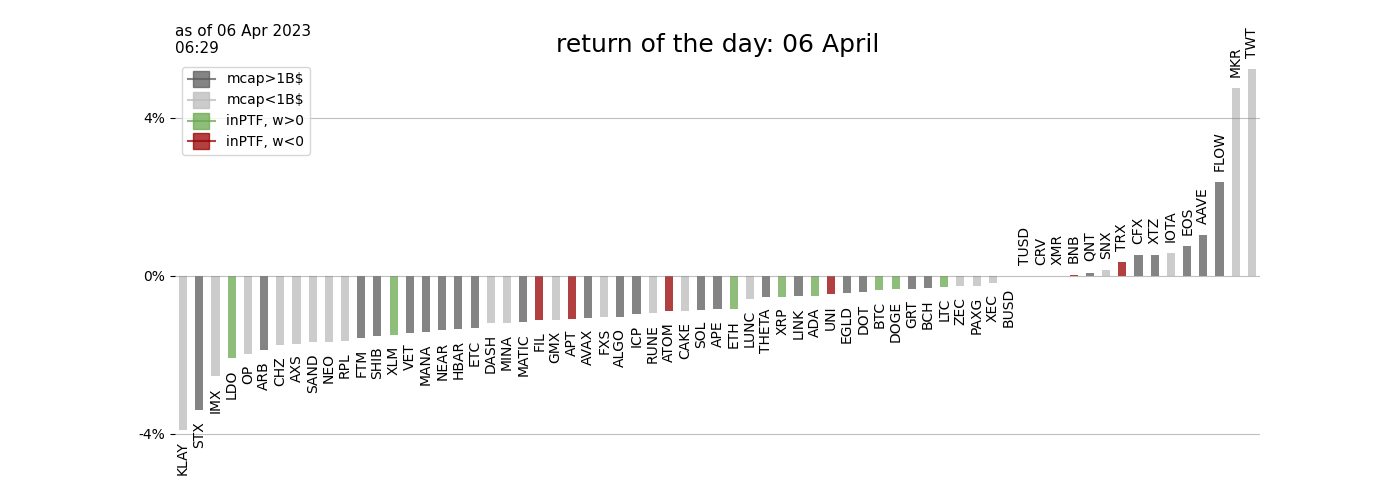 as of 06 Apr 2023
06:29
return of the day: 06 April
mcap>1B$
mcap<1B$
inPTF, w>0
inPTF, w<0
4%
0%
-4%
KLAY
STX
IMX
LDO
OP
ARB
CHZ
AXS
SAND
NEO
RPL
FTM
SHIB
XLM
VET
MANA
NEAR
HBAR
ETC
DASH
MINA
MATIC
FIL
GMX
APT
AVAX
FXS
ALGO
ICP
RUNE
ATOM
CAKE
SOL
APE
ETH
LUNC
THETA
XRP
LINK
ADA
UNI
EGLD
DOT
BTC
DOGE
GRT
BCH
LTC
ZEC
PAXG
XEC
BUSD
TUSD
CRV
XMR
BNB
QNT
SNX
TRX
CFX
XTZ
IOTA
EOS
AAVE
FLOW
MKR
TWT